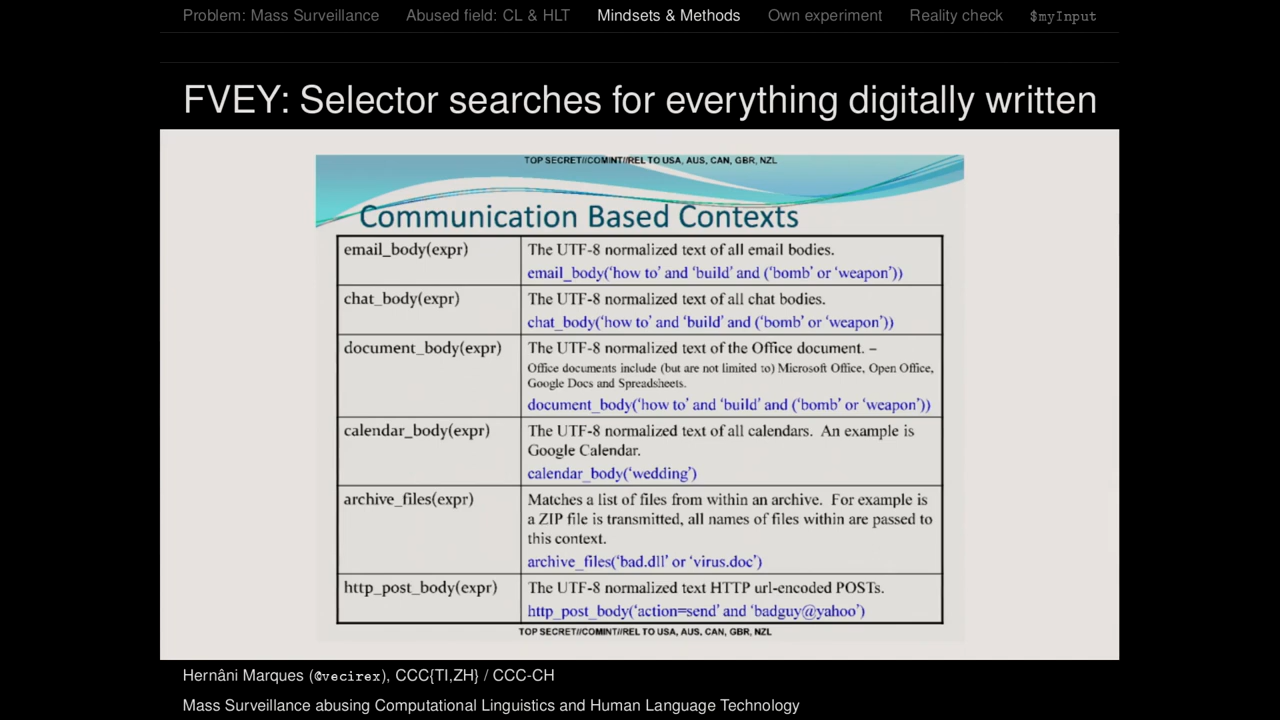 Problem: Mass Surveillance Abused field: CL & HLT Mindsets & Methods Own experiment Reality check $myInput
FVEY: Selector searches for everything digitally written
TOP SECRET//COMINT//REL TO USA, AUS, CAN, GBR, NZL
Communication Based Contexts
email_body(expr)
The UTF-8 normalized text of all email bodies.
email_body('how to' and 'build' and ('bomb' or 'weapon'))
chat_body(expr)
The UTF-8 normalized text of all chat bodies.
chat_body('how to' and 'build' and ('bomb' or 'weapon'))
document_body(expr)
The UTF-8 normalized text of the Office document. –
Office documents include (but are not limited to) Microsoft Office, Open Office,
Google Docs and Spreadsheets.
document_body('how to' and 'build' and ('bomb' or 'weapon'))
calendar_body(expr)
The UTF-8 normalized text of all calendars. An example is
Google Calendar.
calendar_body('wedding')
archive_files(expr)
Matches a list of files from within an archive. For example is
a ZIP file is transmitted, all names of files within are passed to
this context.
archive_files('bad.dll' or 'virus.doc')
http_post_body(expr)
The UTF-8 normalized text HTTP url-encoded POSTs.
http_post_body('action=send' and 'badguy@yahoo')
TOP SECRET//COMINT//REL TO USA, AUS, CAN, GBR, NZL
Hernâni Marques (@vecirex), CCC{TI,ZH} / CCC-CH
Mass Surveillance abusing Computational Linguistics and Human Language Technology